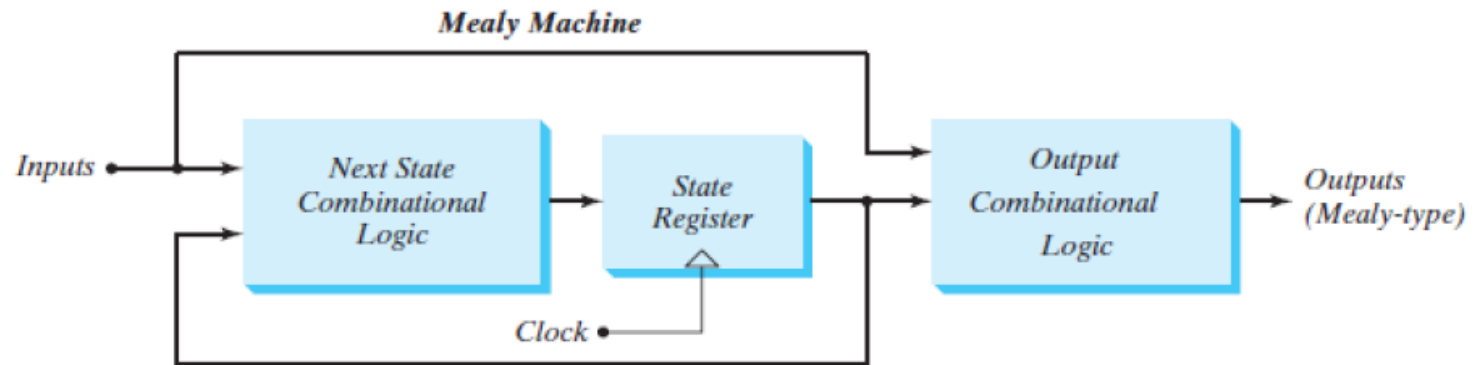 Mealy Machine
Inputs
Next State
Combinational
Logic
State
Register
Output
Combinational
Logic
Outputs
(Mealy-type)
Clock